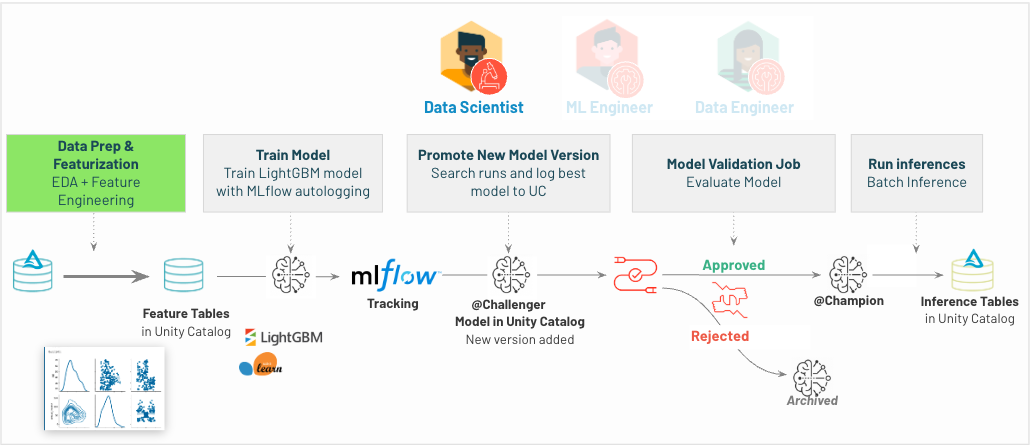 Data Scientist
ML Engineer
Data Engineer
Data Prep &
Featurization
EDA + Feature
Engineering
Train Model
Train LightGBM model
with MLflow autologging
Promote New Model Version
Search runs and log best
model to UC
Model Validation Job
Evaluate Model
Run inferences
Batch Inference
Feature Tables
in Unity Catalog
LightGBM
learn
mlflow
Tracking
@Challenger
Model in Unity Catalog
New version added
Approved
Rejected
@Champion
Archived
Inference Tables
in Unity Catalog